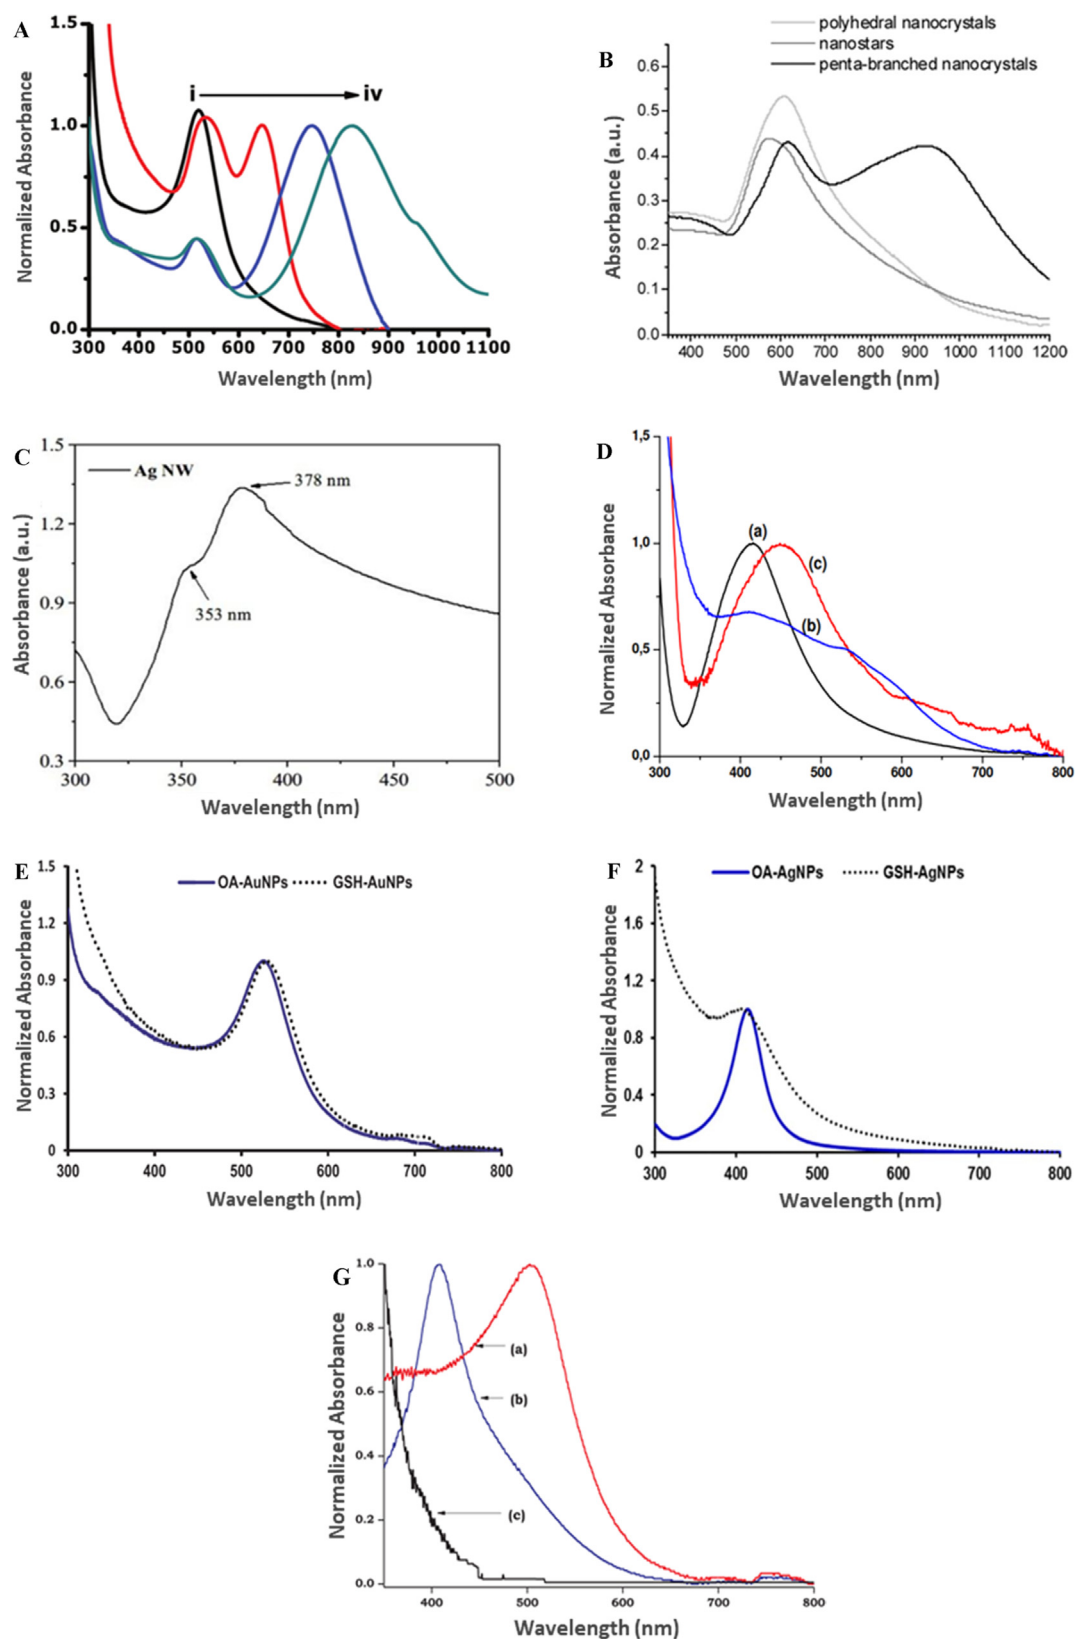 A
Normalized Absorbance
1.5
1.0
0.5
0.0
i
iv
300 400 500 600 700 800 900 1000 1100
Wavelength (nm)
B
polyhedral nanocrystals
nanostars
penta-branched nanocrystals
Absorbance (a.u.)
0.6
0.5
0.4
0.3
0.2
0.1
0.0
400 500 600 700 800 900 1000 1100 1200
Wavelength (nm)
C
Absorbance (a.u.)
1.5
1.2
0.9
0.6
0.3
Ag NW
378 nm
353 nm
300 350 400 450 500
Wavelength (nm)
D
Normalized Absorbance
1,5
1,0
0,5
0,0
(a)
(c)
(b)
300 400 500 600 700 800
Wavelength (nm)
E
Normalized Absorbance
1.5
1.2
0.9
0.6
0.3
0
OA-AuNPs GSH-AuNPs
300 400 500 600 700 800
Wavelength (nm)
F
Normalized Absorbance
2
1.6
1.2
0.8
0.4
0
OA-AgNPs GSH-AgNPs
300 400 500 600 700 800
Wavelength (nm)
G
Normalized Absorbance
1.0
0.8
0.6
0.4
0.2
0.0
(a)
(b)
(c)
400 500 600 700 800
Wavelength (nm)